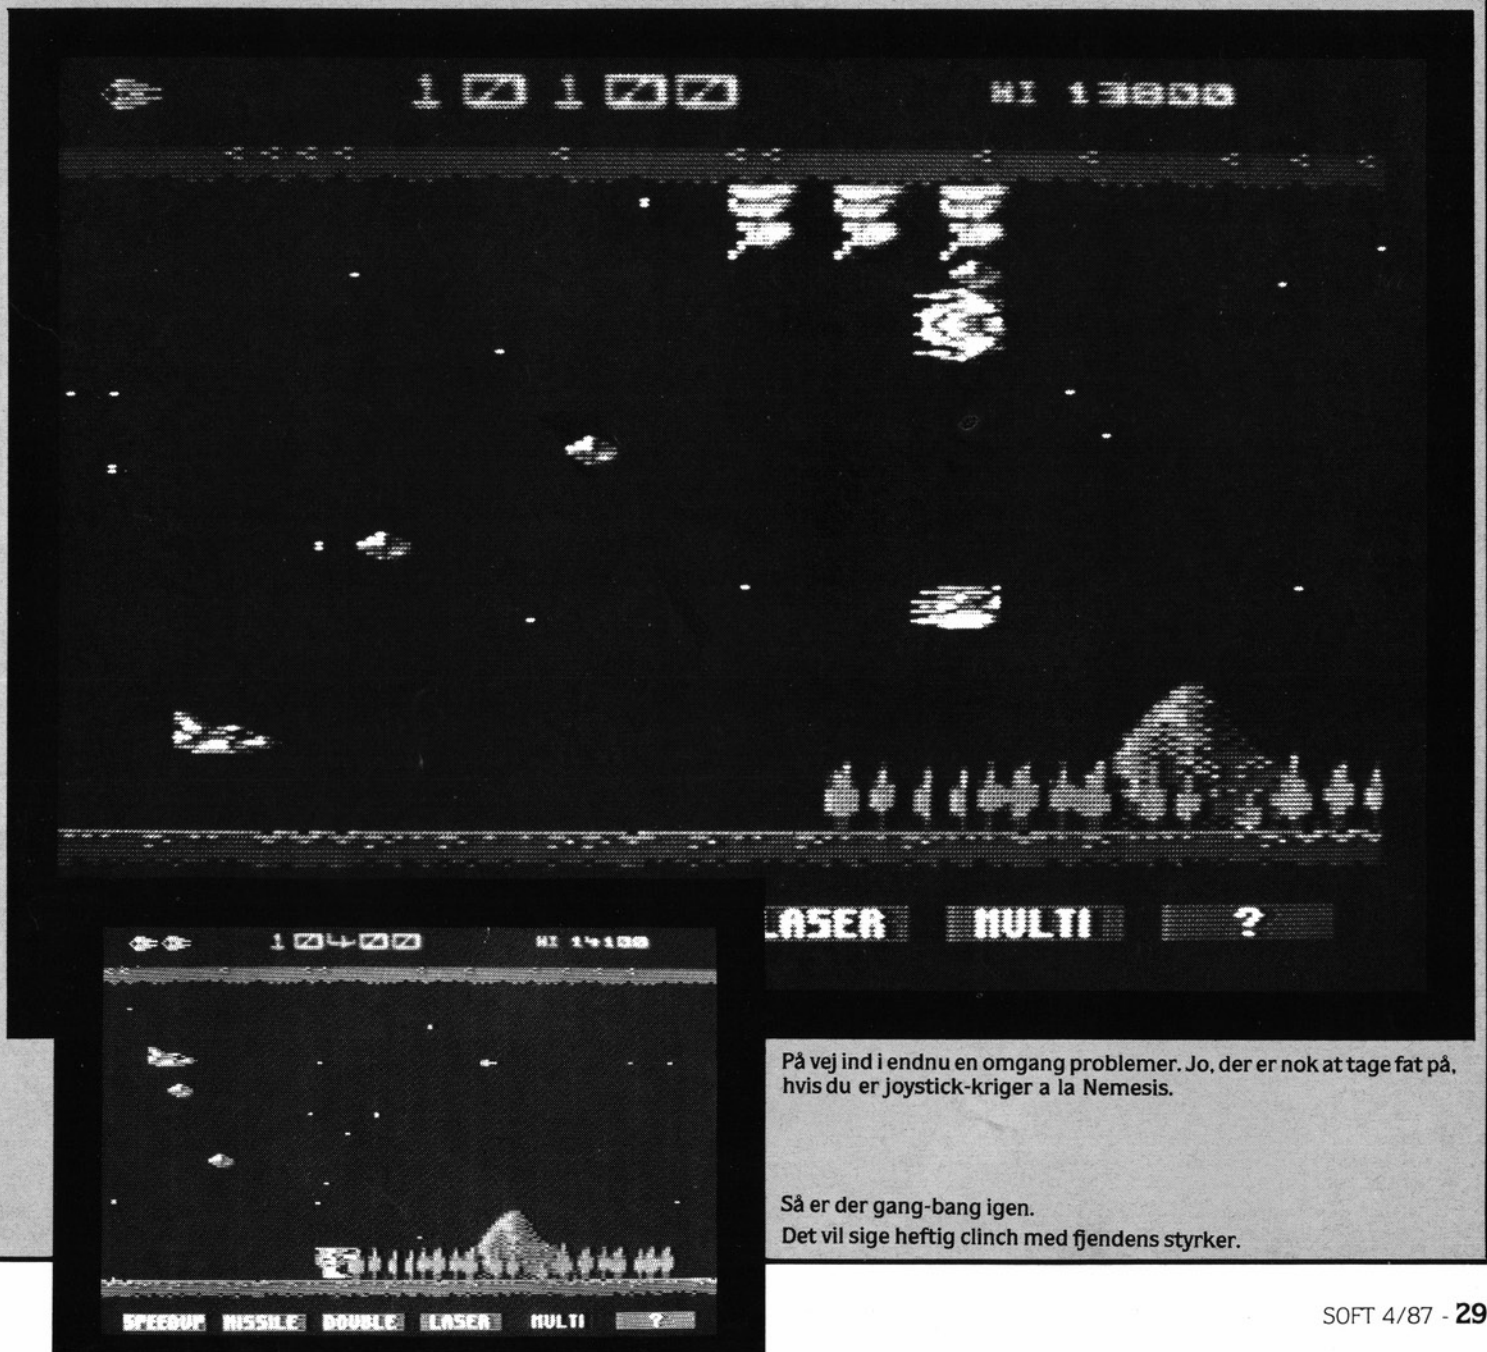 10100 HI 13800
LASER MULTI ?
10400 HI 14100
SPEEDUP MISSILE DOUBLE LASER MULTI ?
På vej ind i endnu en omgang problemer. Jo, der er nok at tage fat på,
hvis du er joystick-kriger a la Nemesis.
Så er der gang-bang igen.
Det vil sige heftig clinch med fjendens styrker.
SOFT 4/87 - 29